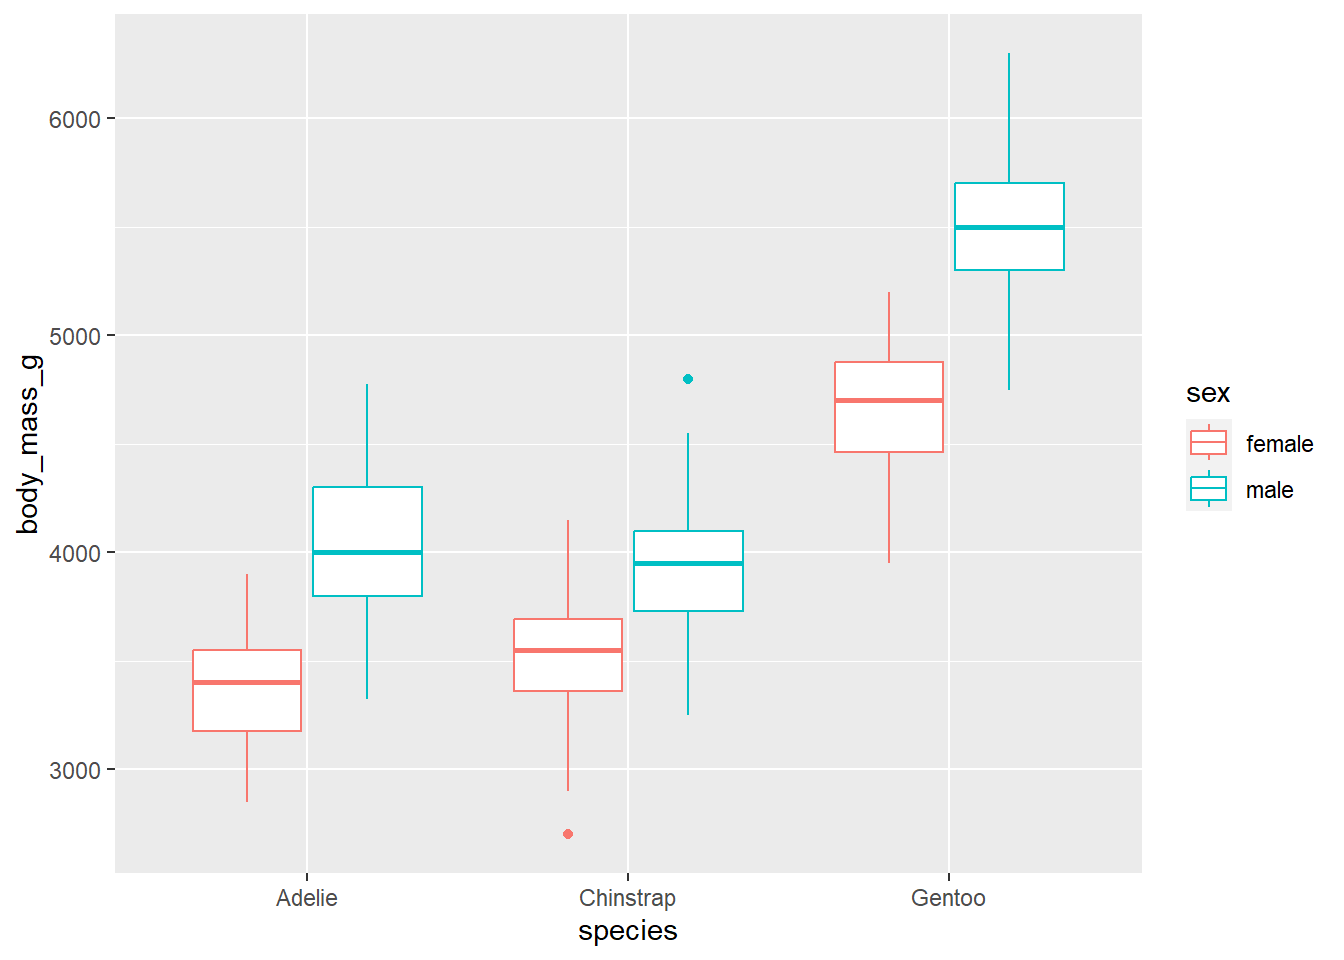 body_mass_g
6000
5000
4000
3000
Adelie
Chinstrap
Gentoo
species
sex
female
male